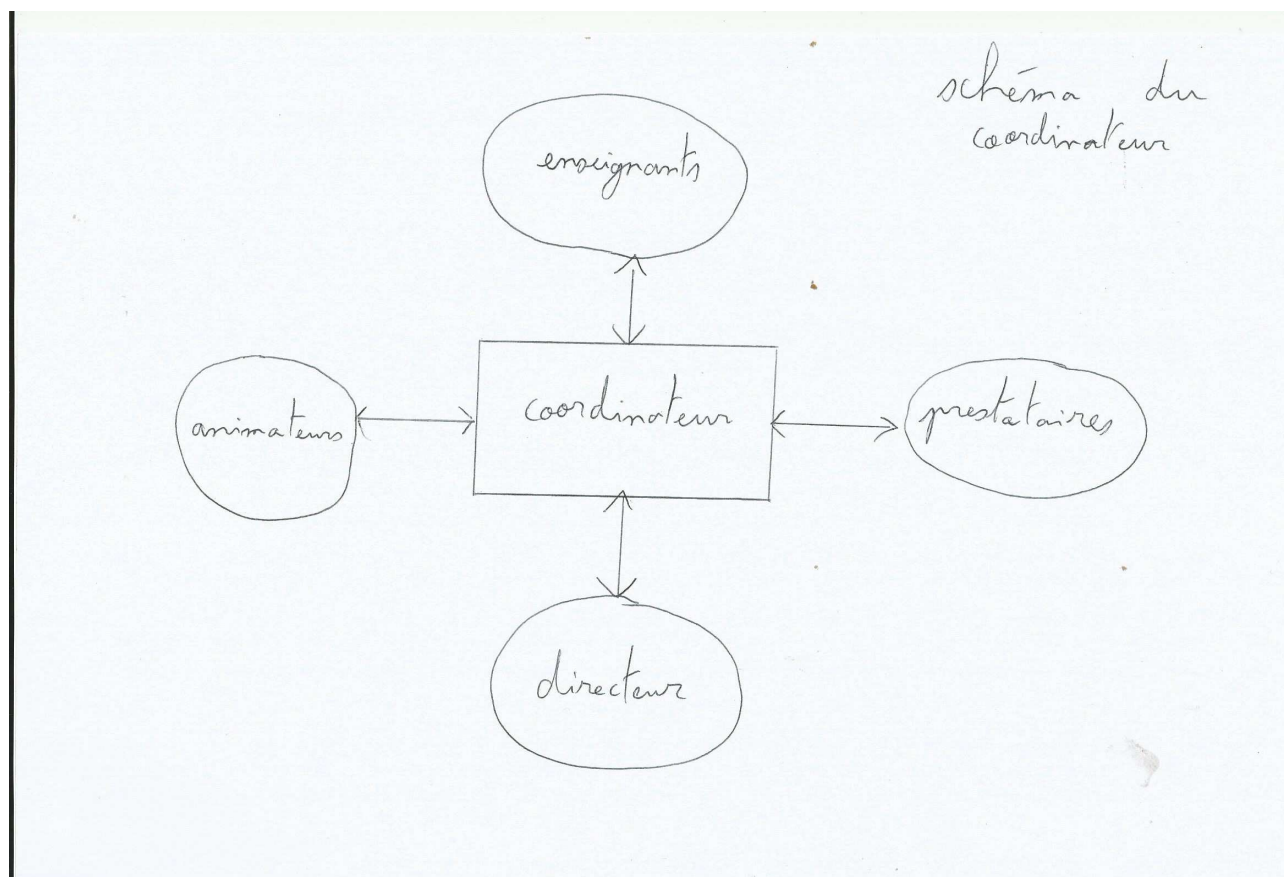 schéma du
coordinateur
enseignants
animateurs
coordinateur
prestataires
directeur